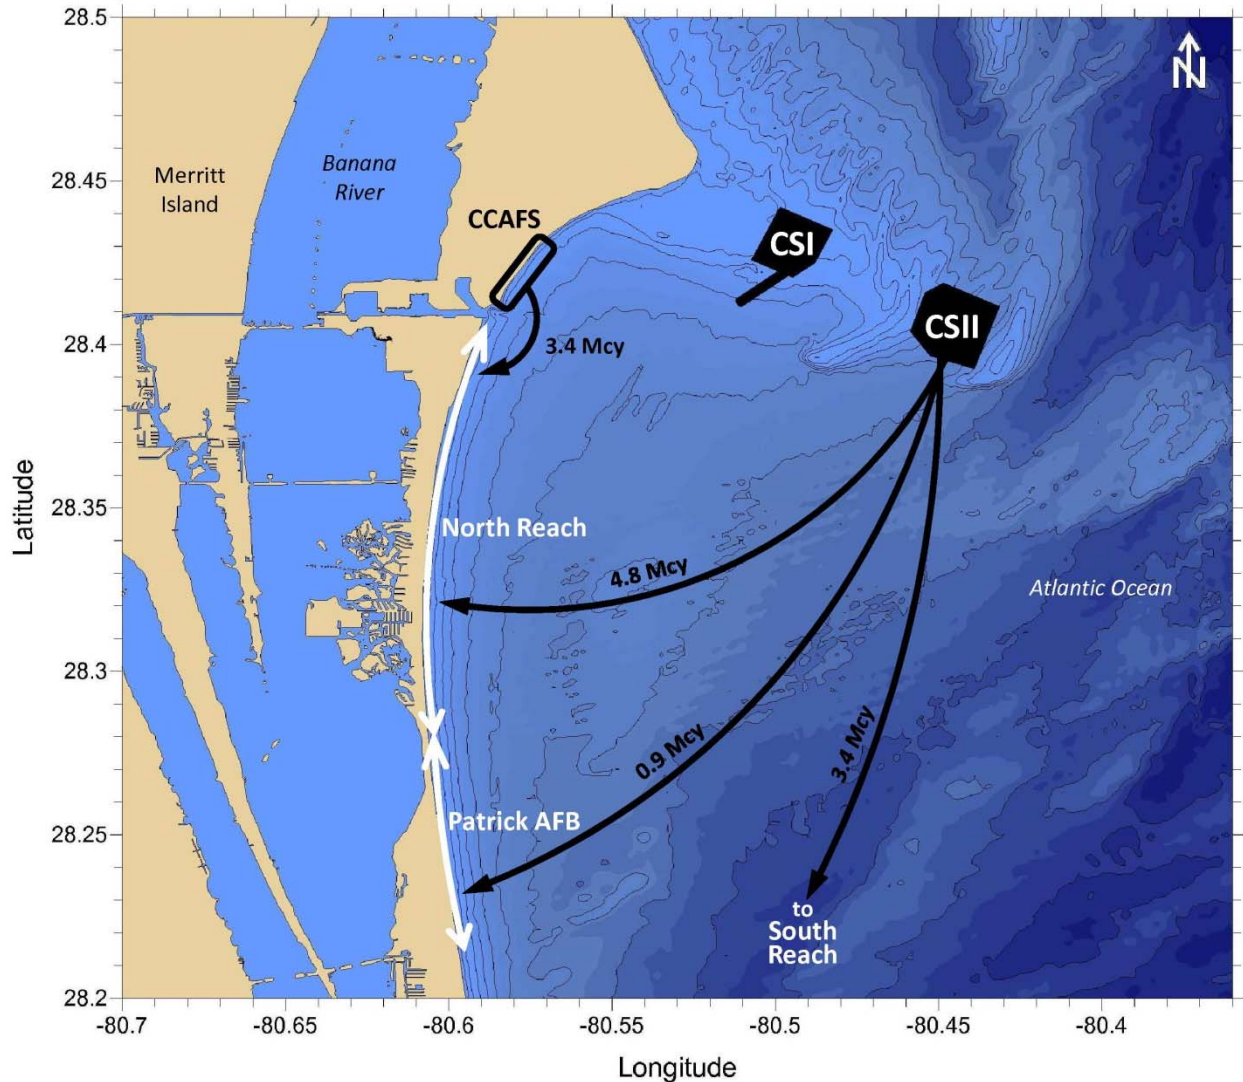 28.5
28.45
28.4
28.35
28.3
28.25
28.2
Latitude
-80.7
-80.65
-80.6
-80.55
-80.5
-80.45
-80.4
Longitude
N
Merritt
Island
Banana
River
CCAFS
CSI
CSII
3.4 Mcy
North Reach
4.8 Mcy
Atlantic Ocean
0.9 Mcy
3.4 Mcy
Patrick AFB
to
South
Reach